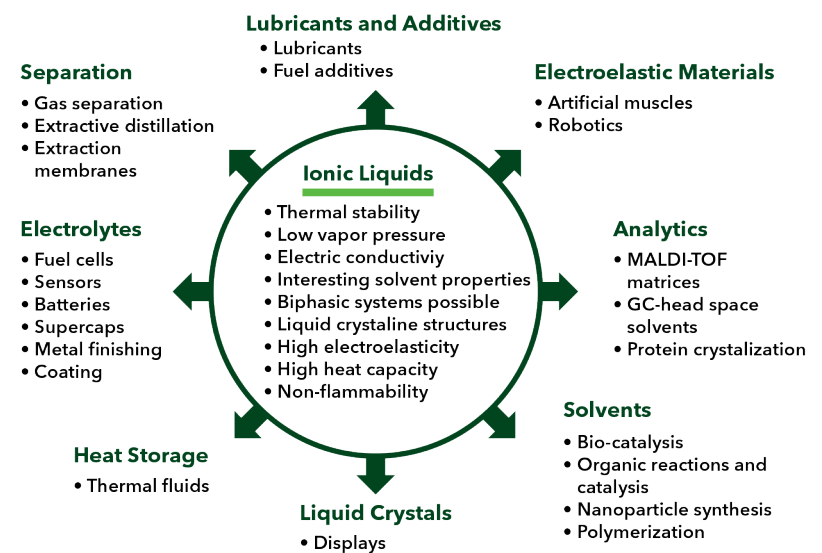 Lubricants and Additives
• Lubricants
• Fuel additives
Separation
• Gas separation
• Extractive distillation
• Extraction
membranes
Electroelastic Materials
• Artificial muscles
• Robotics
Ionic Liquids
• Thermal stability
• Low vapor pressure
• Electric conductiviy
• Interesting solvent properties
• Biphasic systems possible
• Liquid crystaline structures
• High electroelasticity
• High heat capacity
• Non-flammability
Electrolytes
• Fuel cells
• Sensors
• Batteries
• Supercaps
• Metal finishing
• Coating
Analytics
• MALDI-TOF
matrices
• GC-head space
solvents
• Protein crystalization
Heat Storage
• Thermal fluids
Liquid Crystals
• Displays
Solvents
• Bio-catalysis
• Organic reactions and
catalysis
• Nanoparticle synthesis
• Polymerization